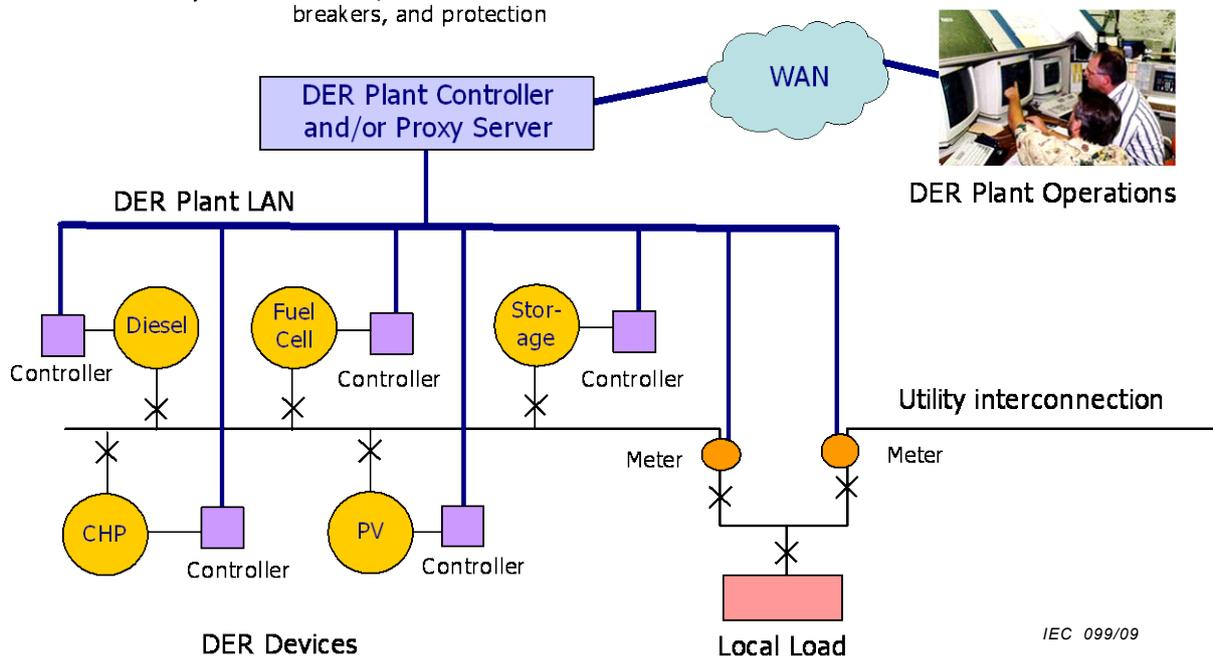 breakers, and protection
DER Plant Controller
and/or Proxy Server
WAN
DER Plant Operations
DER Plant LAN
Diesel
Fuel
Cell
Stor-
age
Controller
Controller
Controller
Utility interconnection
Meter
Meter
CHP
PV
Controller
Controller
DER Devices
Local Load
IEC 099/09